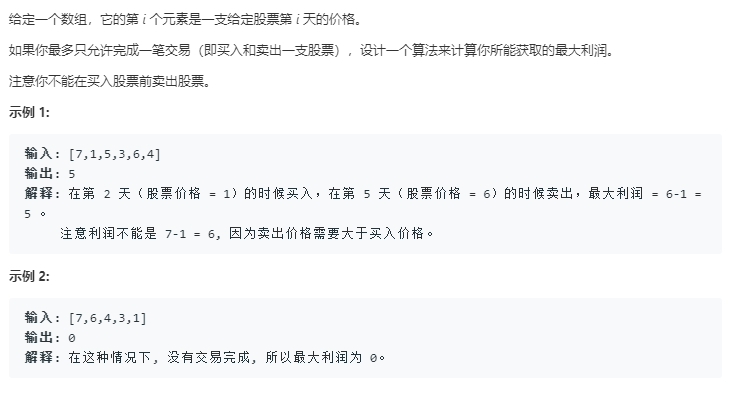 给定一个数组，它的第 i 个元素是一支给定股票第 i 天的价格。
如果你最多只允许完成一笔交易（即买入和卖出一支股票），设计一个算法来计算你所能获取的最大利润。
注意你不能在买入股票前卖出股票。
示例 1:
输入: [7,1,5,3,6,4]
输出: 5
解释: 在第 2 天（股票价格 = 1）的时候买入，在第 5 天（股票价格 = 6）的时候卖出，最大利润 = 6-1 =
5 。
注意利润不能是 7-1 = 6, 因为卖出价格需要大于买入价格。
示例 2:
输入: [7,6,4,3,1]
输出: 0
解释: 在这种情况下, 没有交易完成, 所以最大利润为 0。